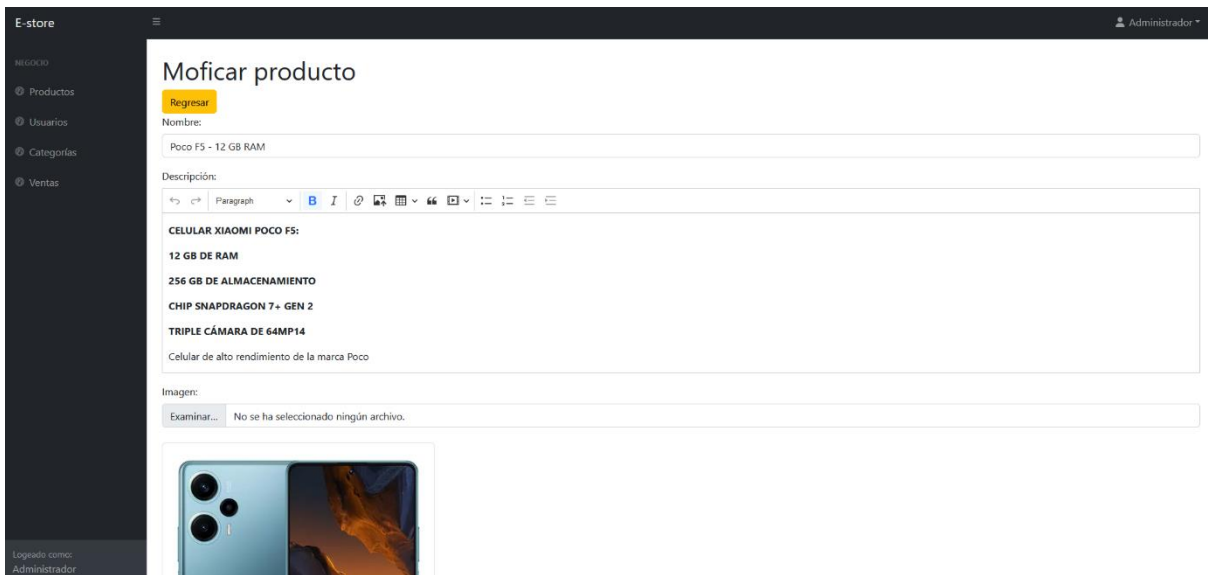 E-store
Administrador
NEGOCIO
Productos
Usuarios
Categorías
Ventas
Logeado como:
Administrador
Moficar producto
Regresar
Nombre:
Poco F5 - 12 GB RAM
Descripción:
Paragraph B I
CELULAR XIAOMI POCO F5:
12 GB DE RAM
256 GB DE ALMACENAMIENTO
CHIP SNAPDRAGON 7+ GEN 2
TRIPLE CÁMARA DE 64MP14
Celular de alto rendimiento de la marca Poco
Imagen:
Examinar... No se ha seleccionado ningún archivo.